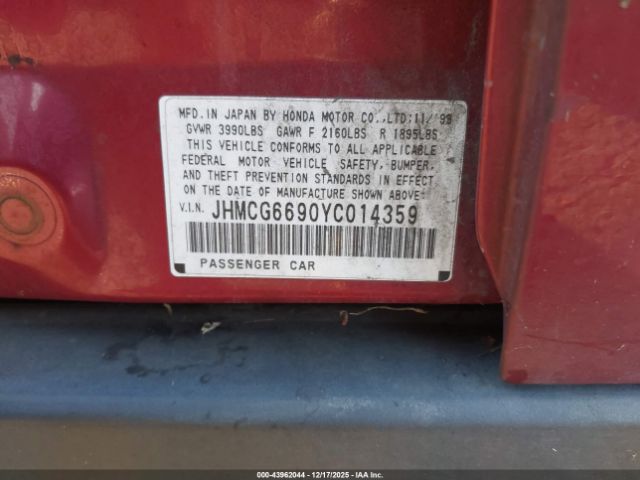 MFD. IN JAPAN BY HONDA MOTOR CO., LTD; 11/'99
GVWR 3990LBS GAWR F 2160LBS R 1895LBS
THIS VEHICLE CONFORMS TO ALL APPLICABLE
FEDERAL MOTOR VEHICLE SAFETY, BUMPER,
AND THEFT PREVENTION STANDARDS IN EFFECT
ON THE DATE OF MANUFACTURE SHOWN ABOVE:
V.I.N. JHMCG6690YC014359
PASSENGER CAR
000-43962044 - 12/17/2025 - IAA Inc.